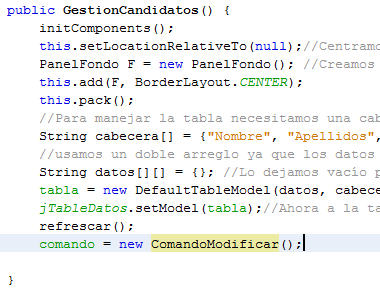 public GestionCandidatos() {
initComponents();
this.setLocationRelativeTo(null);//Centramo
PanelFondo F = new PanelFondo(); //Creamos
this.add(F, BorderLayout.CENTER);
this.pack();
//Para manejar la tabla necesitamos una cab
String cabecera[] = {"Nombre", "Apellidos",
//usamos un doble arreglo ya que los datos
String datos[][] = {}; //Lo dejamos vacío p
tabla = new DefaultTableModel(datos, cabece
jTableDatos.setModel(tabla);//Ahora a la ta
refrescar();
comando = new ComandoModificar();
}